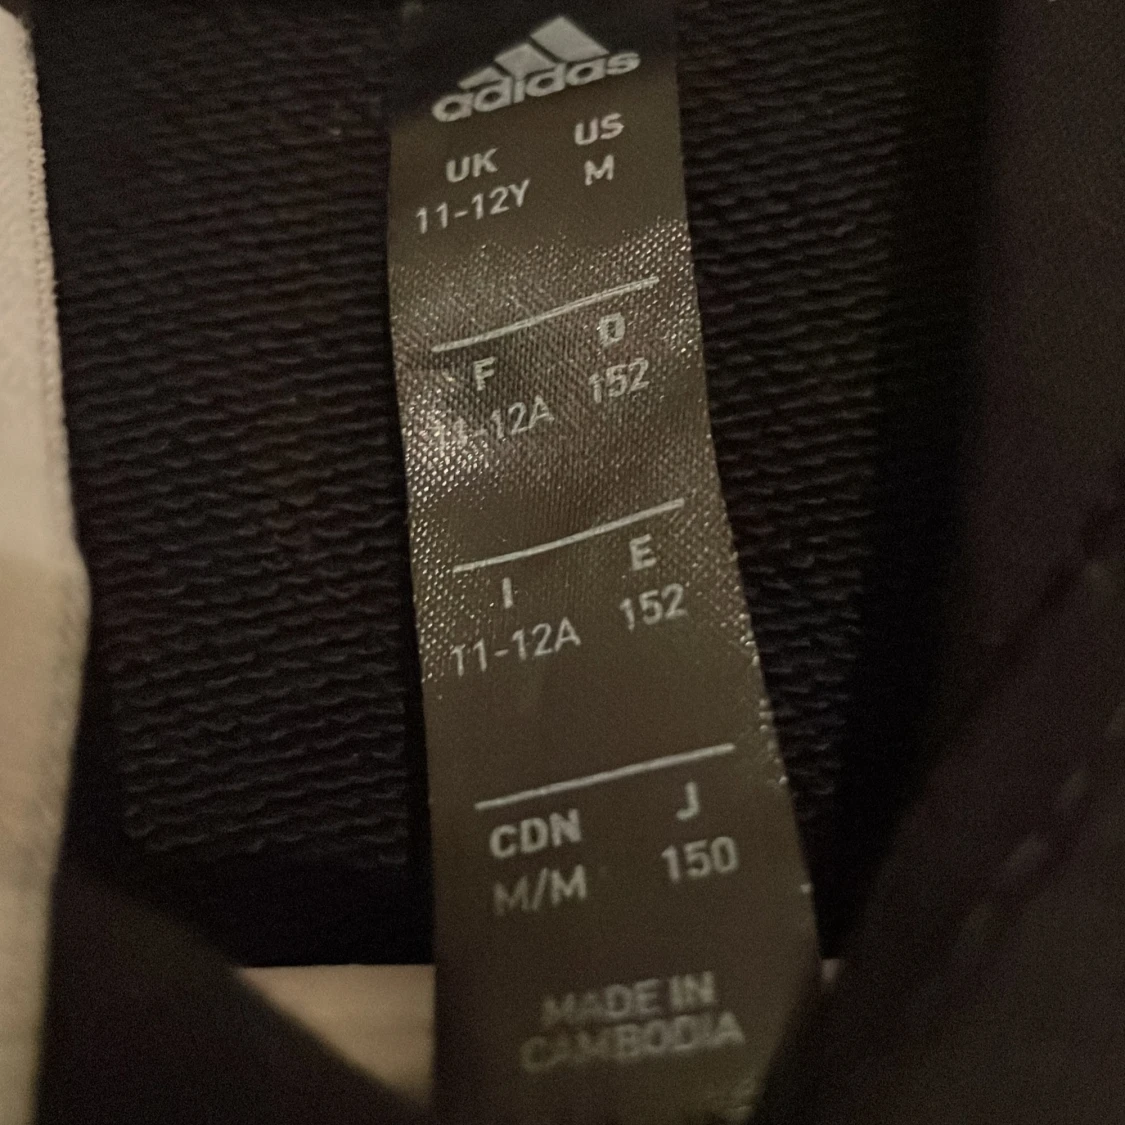 adidas
UK US
11-12Y M
F D
11-12A 152
I E
11-12A 152
CDN J
M/M 150
MADE IN
CAMBODIA